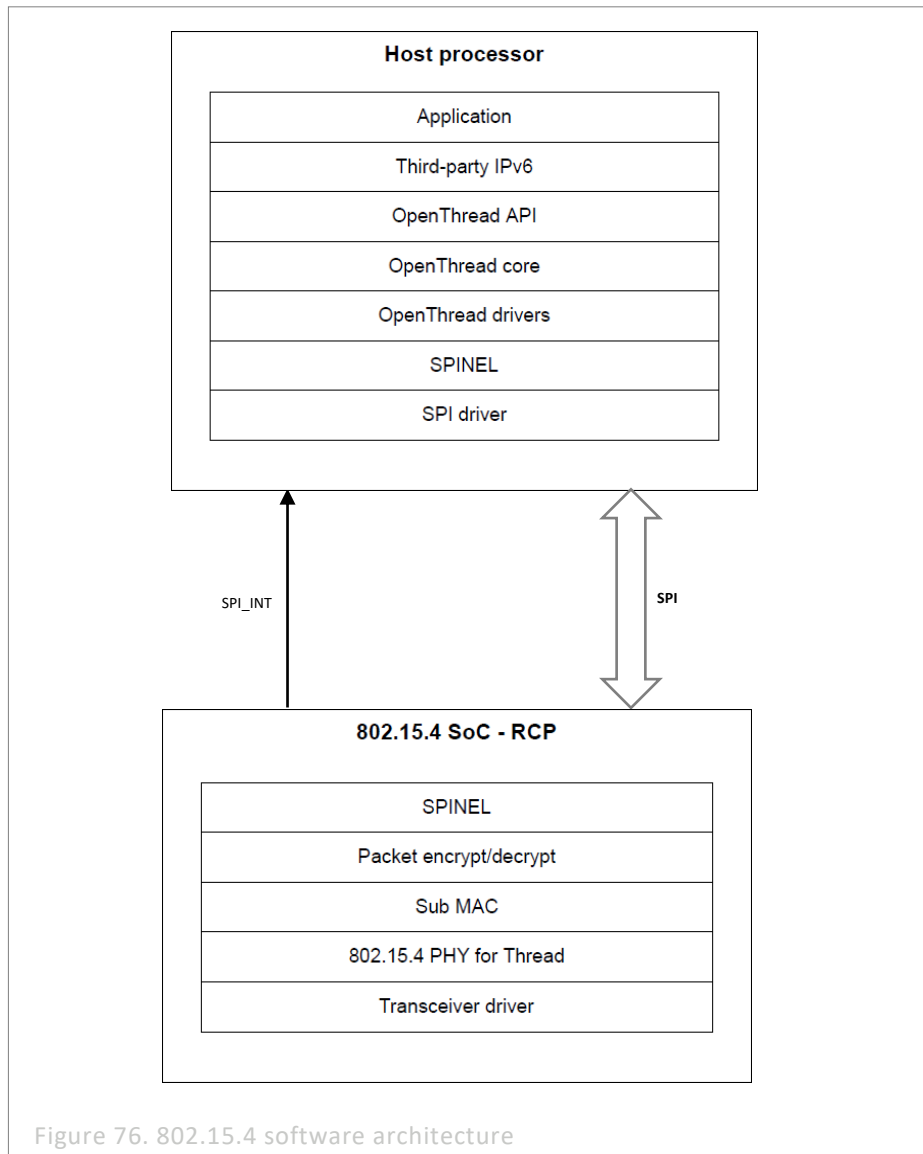 Host processor
Application
Third-party IPv6
OpenThread API
OpenThread core
OpenThread drivers
SPINEL
SPI driver
SPI_INT
SPI
802.15.4 SoC - RCP
SPINEL
Packet encrypt/decrypt
Sub MAC
802.15.4 PHY for Thread
Transceiver driver
Figure 76. 802.15.4 software architecture